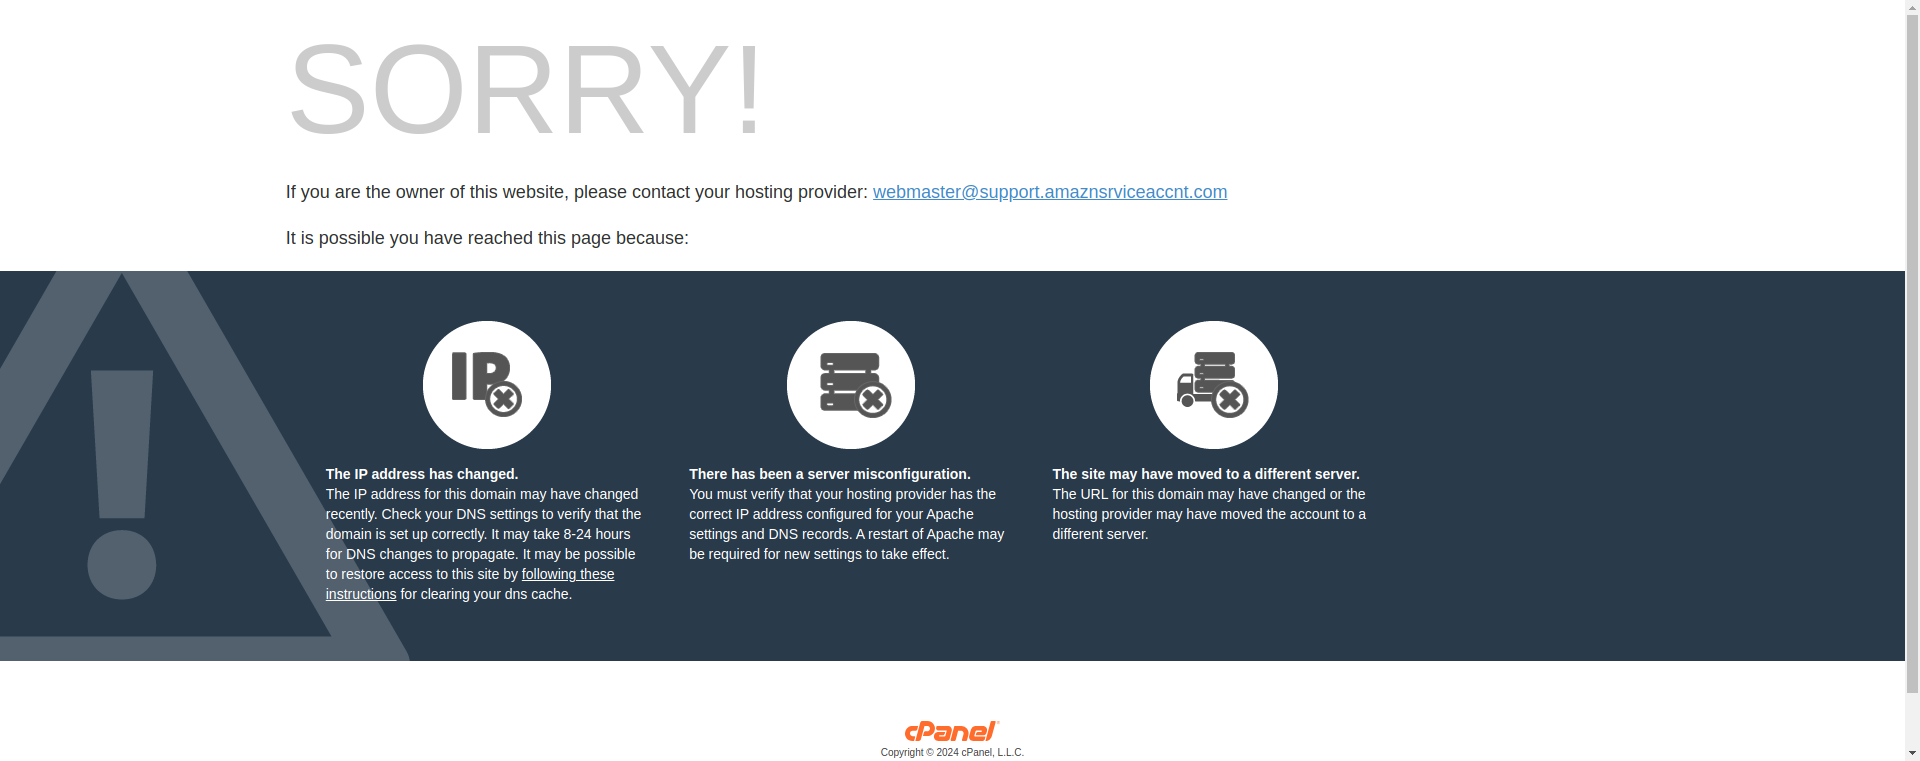 SORRY!
If you are the owner of this website, please contact your hosting provider: webmaster@support.amaznsrviceaccnt.com
It is possible you have reached this page because:
IP
The IP address has changed.
The IP address for this domain may have changed
recently. Check your DNS settings to verify that the
domain is set up correctly. It may take 8-24 hours
for DNS changes to propagate. It may be possible
to restore access to this site by following these
instructions for clearing your dns cache.
There has been a server misconfiguration.
You must verify that your hosting provider has the
correct IP address configured for your Apache
settings and DNS records. A restart of Apache may
be required for new settings to take effect.
The site may have moved to a different server.
The URL for this domain may have changed or the
hosting provider may have moved the account to a
different server.
cPanel®
Copyright © 2024 cPanel, L.L.C.